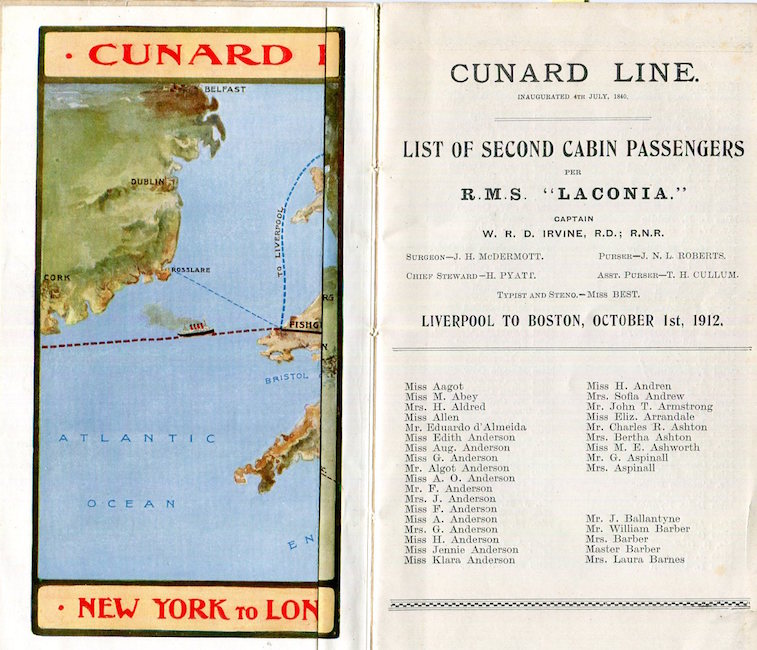 · CUNARD
BELFAST
DUBLIN
TO LIVERPOOL
ROSSLARE
CORK
FISHG
BRISTOL
ATLANTIC
OCEAN
EN
· NEW YORK TO LON
CUNARD LINE.
INAUGURATED 4TH JULY, 1840.
LIST OF SECOND CABIN PASSENGERS
PER
R.M.S. "LACONIA."
CAPTAIN
W. R. D. IRVINE, R.D.; R.N.R.
SURGEON—J. H. McDERMOTT. PURSER—J. N. L. ROBERTS.
CHIEF STEWARD—H. PYATT. ASST. PURSER—T. H. CULLUM.
TYPIST AND STENO.—MISS BEST.
LIVERPOOL TO BOSTON, OCTOBER 1st, 1912.
Miss Aagot
Miss M. Abey
Mrs. H. Aldred
Miss Allen
Mr. Eduardo d'Almeida
Miss Edith Anderson
Miss Aug. Anderson
Miss G. Anderson
Mr. Algot Anderson
Miss A. O. Anderson
Mr. F. Anderson
Mrs. J. Anderson
Miss F. Anderson
Miss A. Anderson
Mrs. G. Anderson
Miss H. Anderson
Miss Jennie Anderson
Miss Klara Anderson
Miss H. Andren
Mrs. Sofia Andrew
Mr. John T. Armstrong
Miss Eliz. Arrandale
Mr. Charles R. Ashton
Mrs. Bertha Ashton
Miss M. E. Ashworth
Mr. G. Aspinall
Mrs. Aspinall
Mr. J. Ballantyne
Mr. William Barber
Mrs. Barber
Master Barber
Mrs. Laura Barnes